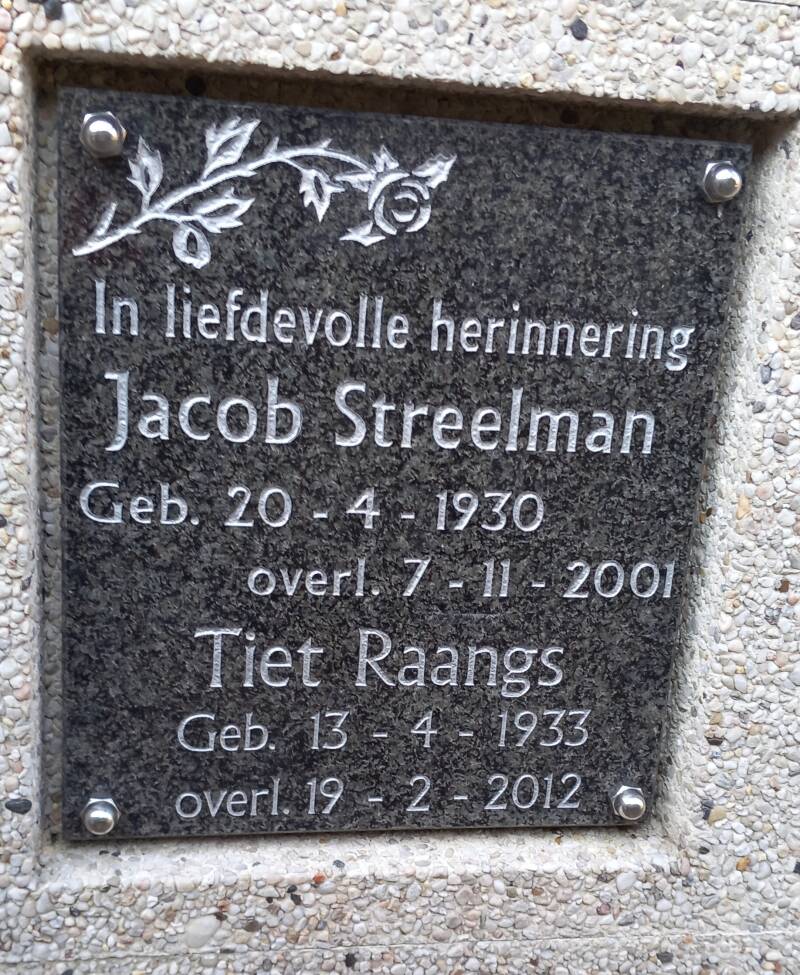 In liefdevolle herinnering
Jacob Streelman
Geb. 20 - 4 - 1930
overl. 7 - 11 - 2001
Tiet Raangs
Geb. 13 - 4 - 1933
overl. 19 - 2 - 2012